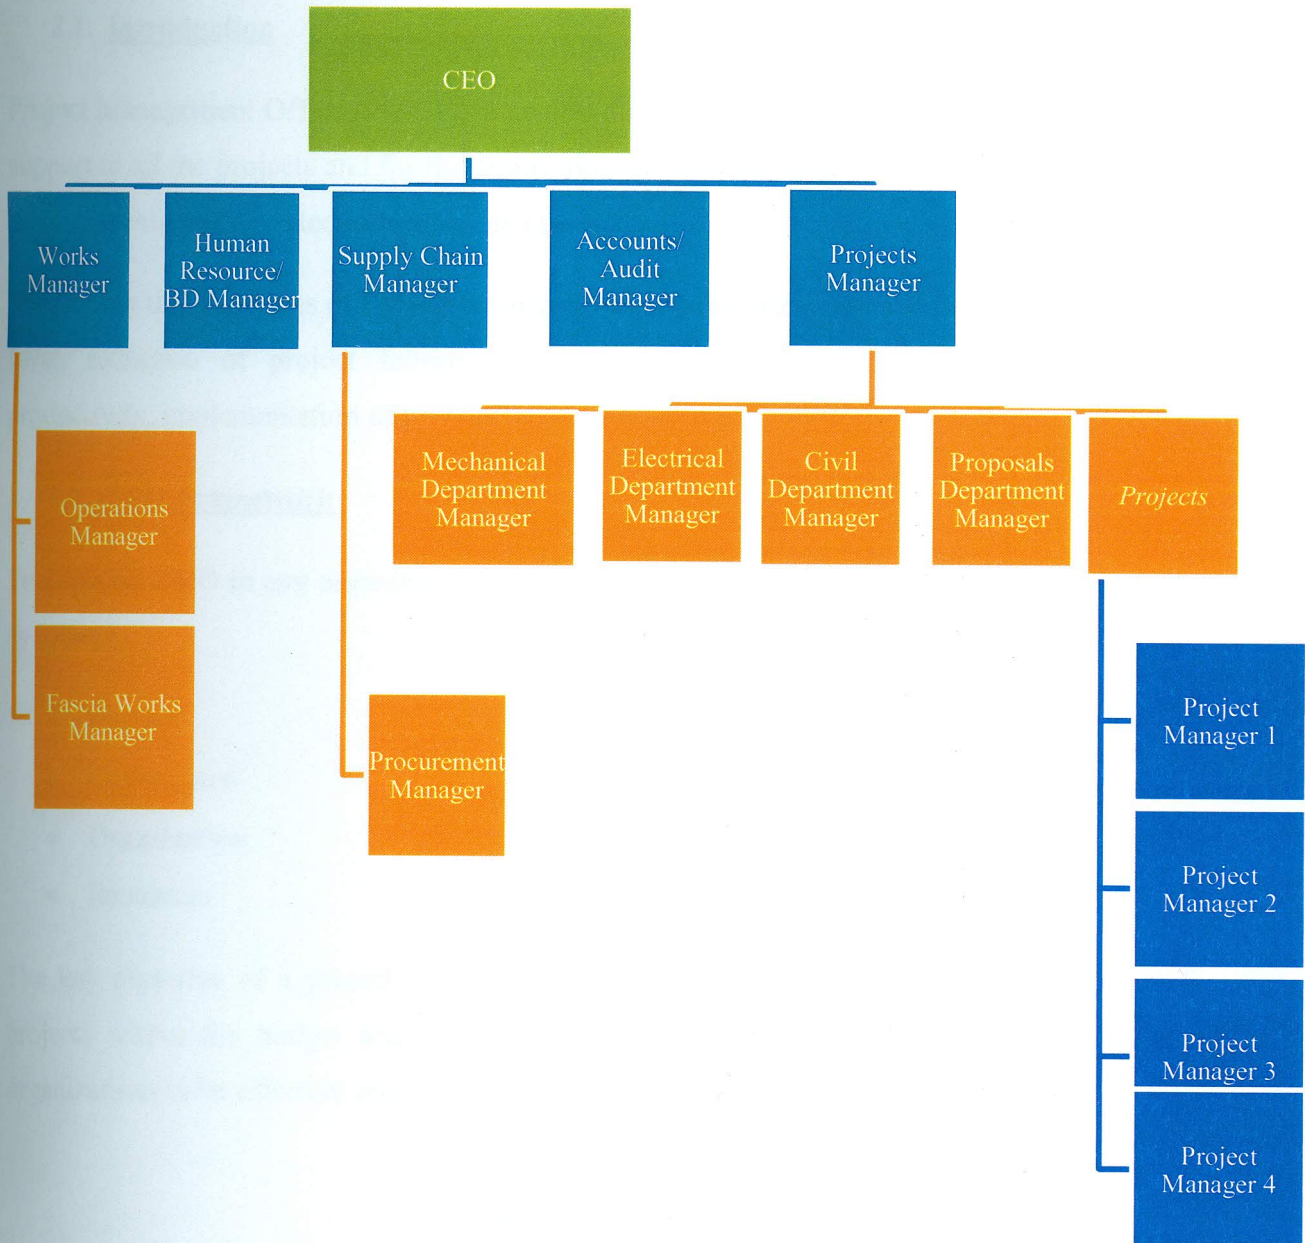 CEO
Works
Manager
Human
Resource/
BD Manager
Supply Chain
Manager
Accounts/
Audit
Manager
Projects
Manager
Mechanical
Department
Manager
Electrical
Department
Manager
Civil
Department
Manager
Proposals
Department
Manager
Projects
Operations
Manager
Fascia Works
Manager
Procurement
Manager
Project
Manager 1
Project
Manager 2
Project
Manager 3
Project
Manager 4